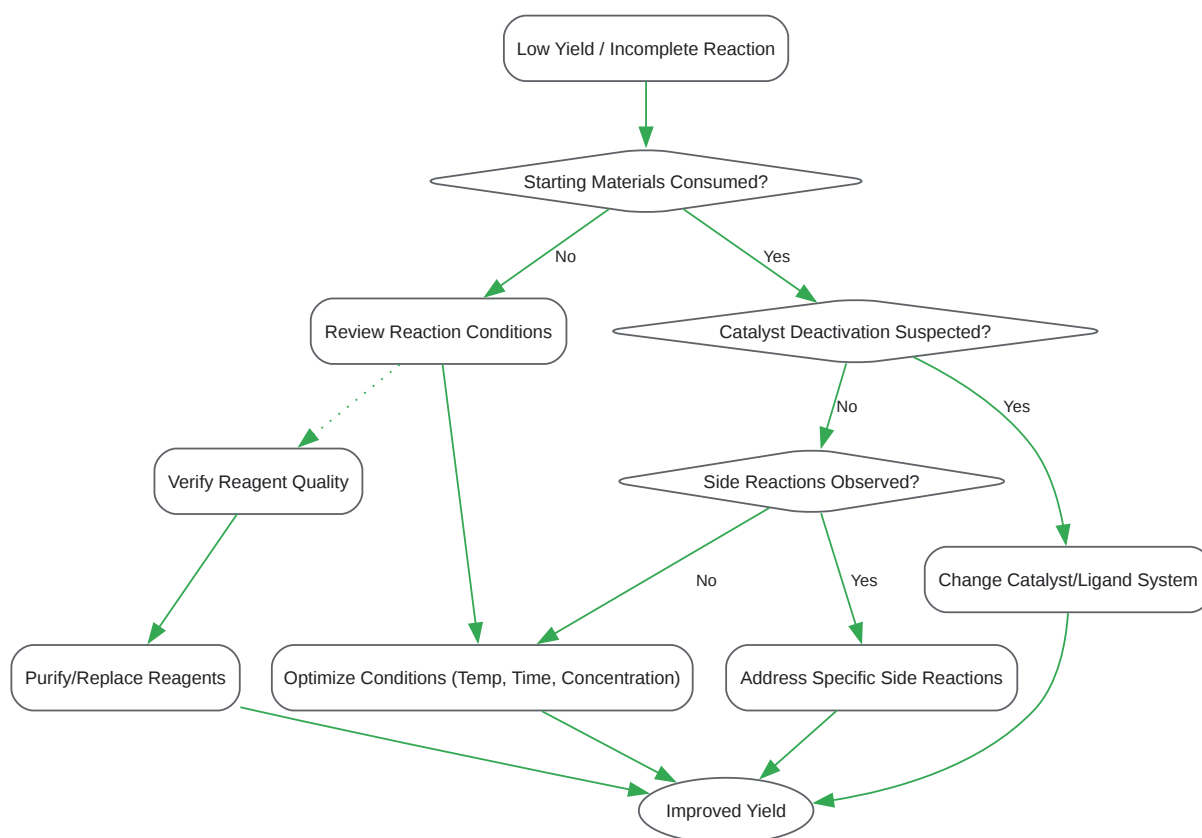 Low Yield / Incomplete Reaction
Starting Materials Consumed?
No
Yes
Review Reaction Conditions
Catalyst Deactivation Suspected?
No
Yes
Verify Reagent Quality
Side Reactions Observed?
No
Yes
Change Catalyst/Ligand System
Purify/Replace Reagents
Optimize Conditions (Temp, Time, Concentration)
Address Specific Side Reactions
Improved Yield